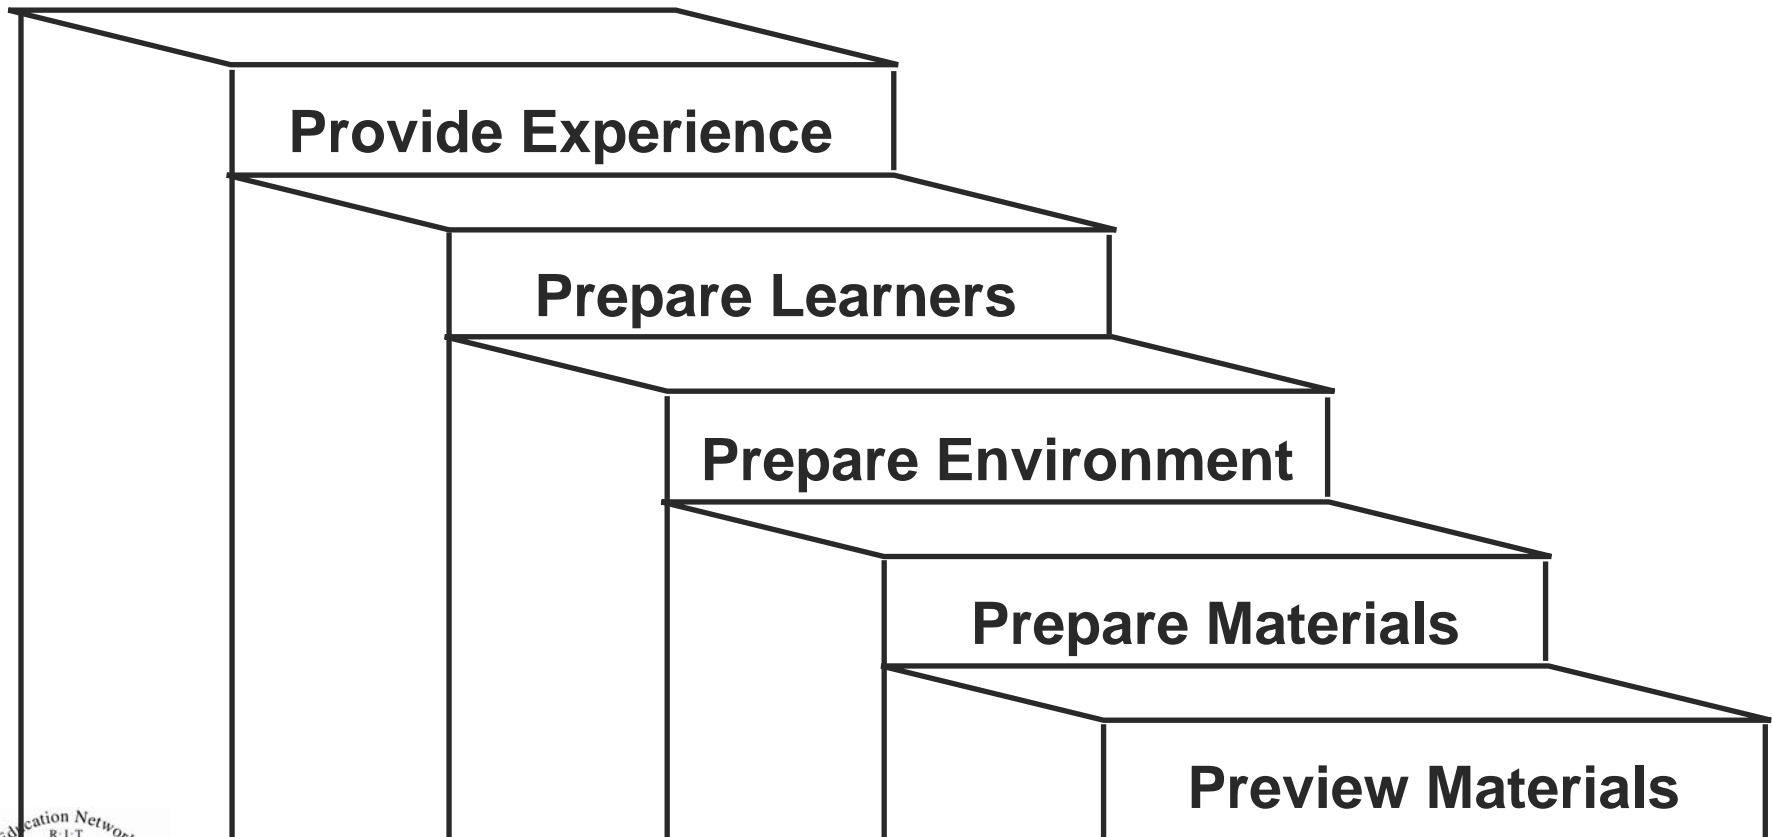 Provide Experience
Prepare Learners
Prepare Environment
Prepare Materials
Preview Materials
R·I·T